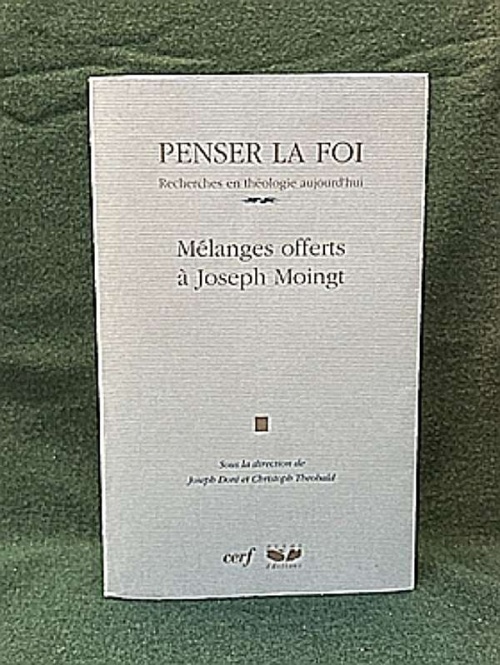 PENSER LA FOI
Recherches en théologie aujourd'hui
Mélanges offerts
à Joseph Moingt
Sous la direction de
Joseph Doré et Christoph Theobald
cerf
éditions